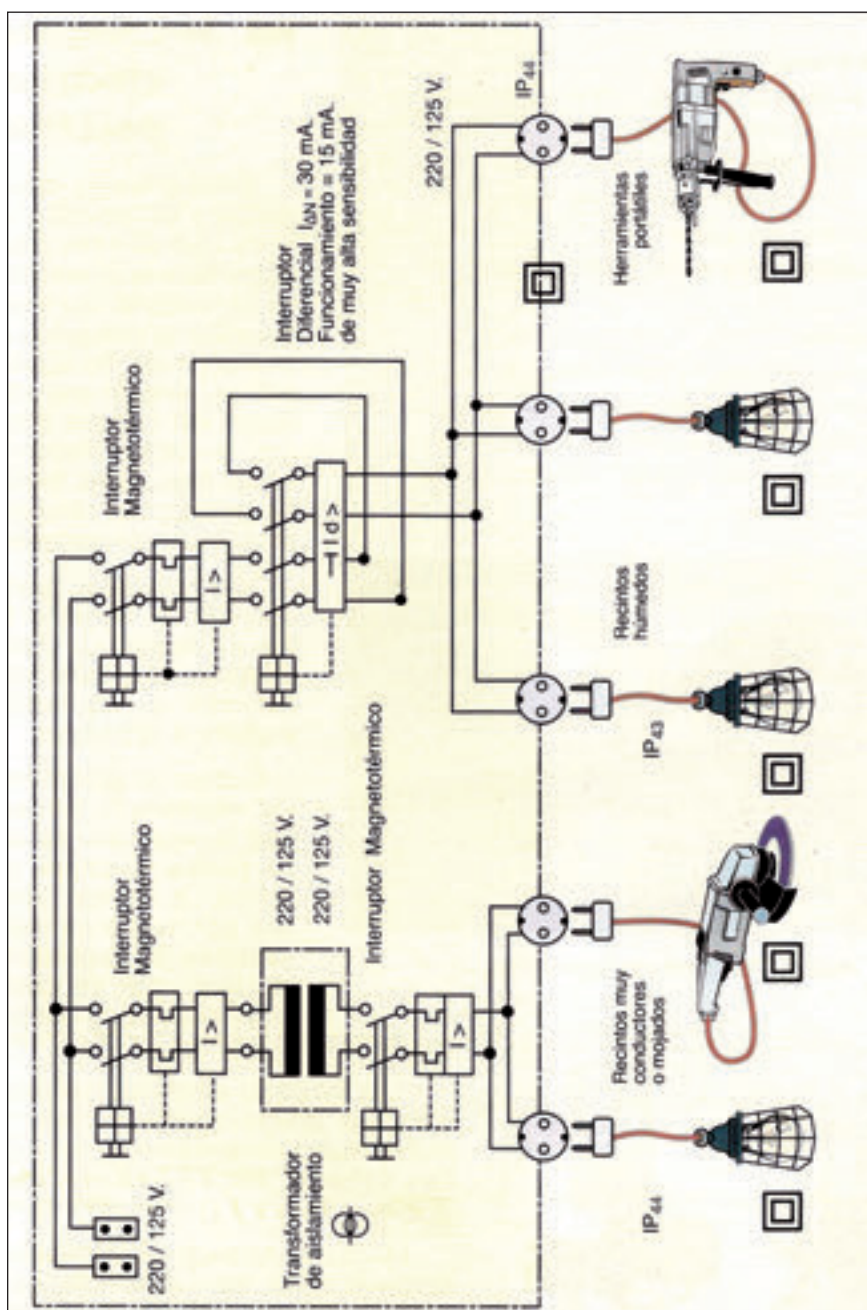 220 / 125 V.
Interruptor
Magnetotérmico
Interruptor
Magnetotérmico
Interruptor
Diferencial I∆N = 30 mA.
Funcionamiento = 15 mA.
de muy alta sensibilidad
I >
I >
I d >
Transformador
de aislamiento
220 / 125 V.
220 / 125 V.
Interruptor Magnetotérmico
I >
220 / 125 V.
IP44
IP44
Recintos muy
conductores
o mojados
IP43
Recintos
húmedos
Herramientas
portátiles